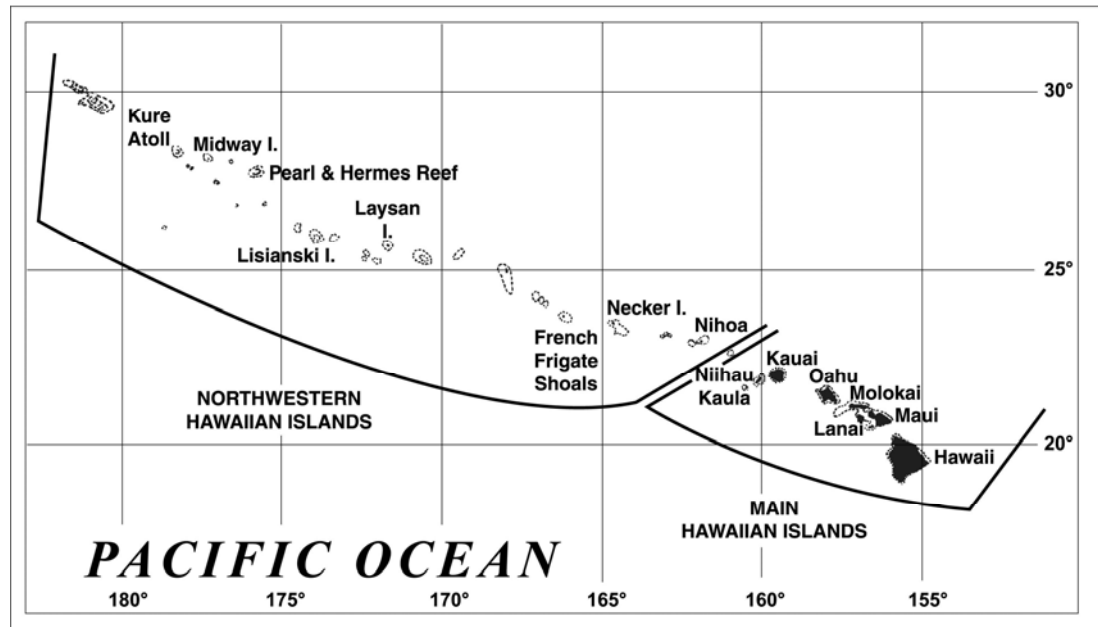 30°
Kure
Atoll
Midway I.
Pearl & Hermes Reef
Laysan
I.
Lisianski I.
25°
Necker I.
Nihoa
French
Frigate
Shoals
Kauai
Niihau
Kaula
Oahu
Molokai
Maui
Lanai
NORTHWESTERN
HAWAIIAN ISLANDS
20°
Hawaii
MAIN
HAWAIIAN ISLANDS
PACIFIC OCEAN
180° 175° 170° 165° 160° 155°